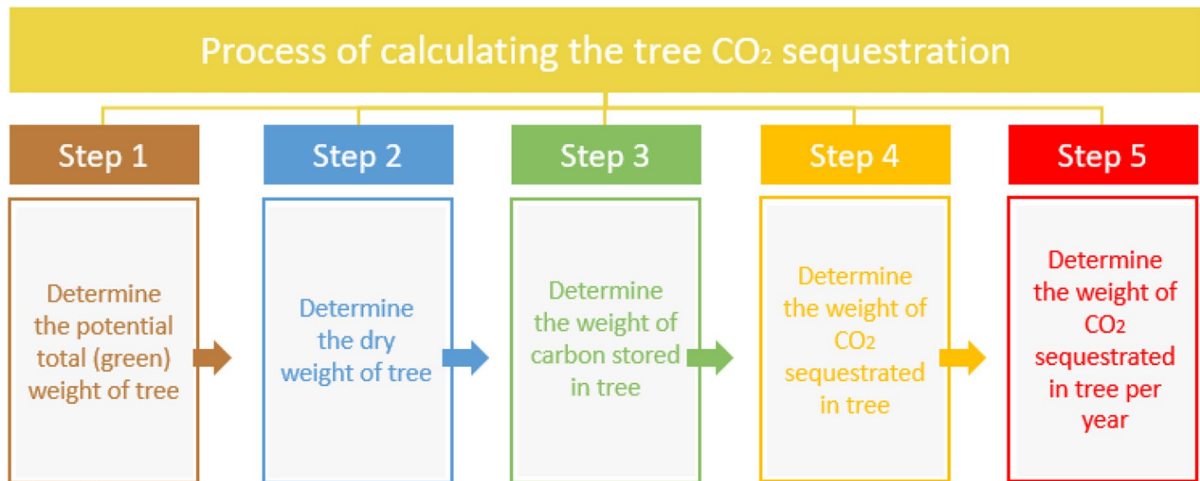 Process of calculating the tree CO₂ sequestration
Step 1
Determine
the potential
total (green)
weight of tree
Step 2
Determine
the dry
weight of tree
Step 3
Determine
the weight of
carbon stored
in tree
Step 4
Determine
the weight of
CO₂
sequestrated
in tree
Step 5
Determine
the weight of
CO₂
sequestrated
in tree per
year